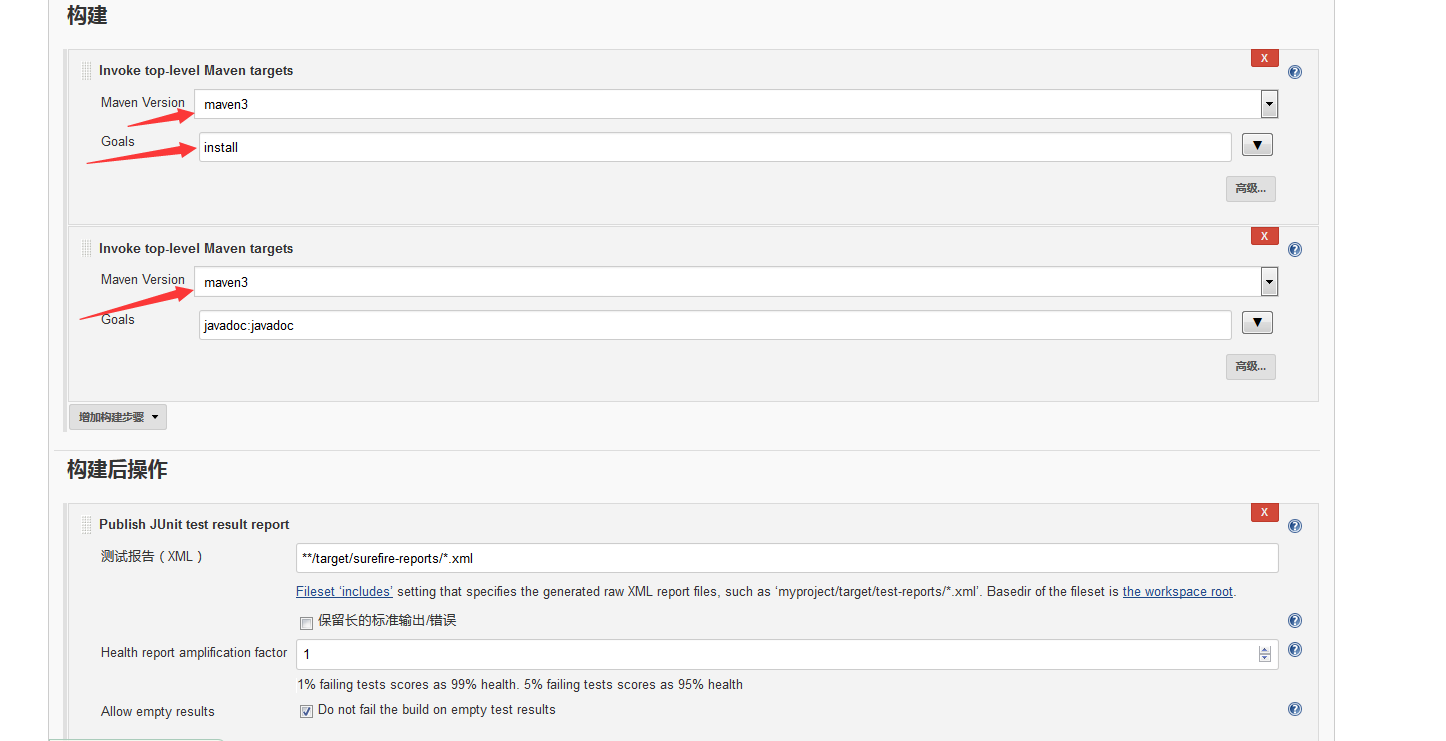 构建
Invoke top-level Maven targets
X
Maven Version
maven3
Goals
install
▼
高级...
Invoke top-level Maven targets
X
Maven Version
maven3
Goals
javadoc:javadoc
▼
高级...
增加构建步骤
构建后操作
Publish JUnit test result report
X
测试报告（XML）
**/target/surefire-reports/*.xml
Fileset ‘includes’ setting that specifies the generated raw XML report files, such as ‘myproject/target/test-reports/*.xml’. Basedir of the fileset is the workspace root.
保留长的标准输出/错误
Health report amplification factor
1
1% failing tests scores as 99% health. 5% failing tests scores as 95% health
Allow empty results
Do not fail the build on empty test results